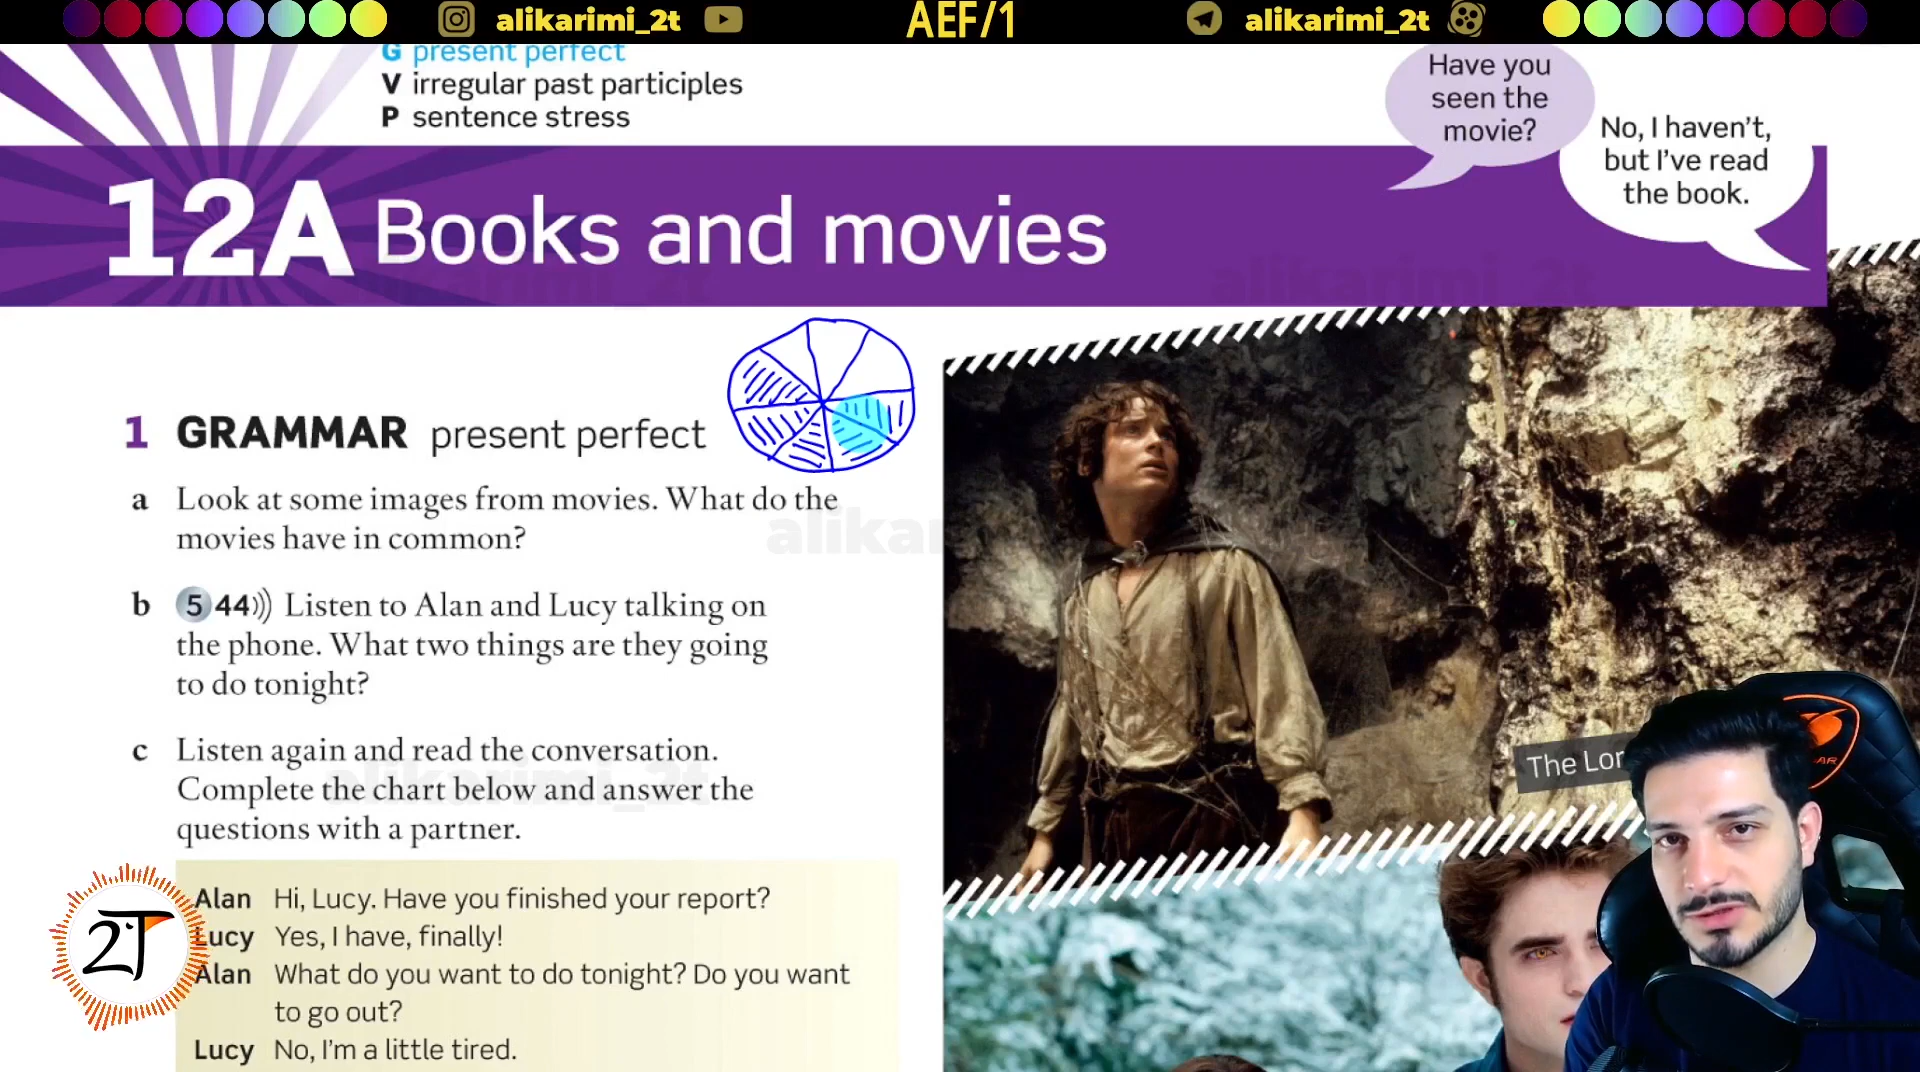 alikarimi_2t
AEF/1
alikarimi_2t
G present perfect
V irregular past participles
P sentence stress
Have you
seen the
movie?
No, I haven't,
but I've read
the book.
12A Books and movies
alikarimi_2t
alikarimi_2t
1 GRAMMAR present perfect
a Look at some images from movies. What do the
movies have in common?
alikar
b 5 44 Listen to Alan and Lucy talking on
the phone. What two things are they going
to do tonight?
c Listen again and read the conversation.
Complete the chart below and answer the
questions with a partner.
alikarimi_2t
The Lor
Alan Hi, Lucy. Have you finished your report?
Lucy Yes, I have, finally!
Alan What do you want to do tonight? Do you want
to go out?
Lucy No, I'm a little tired.
2T